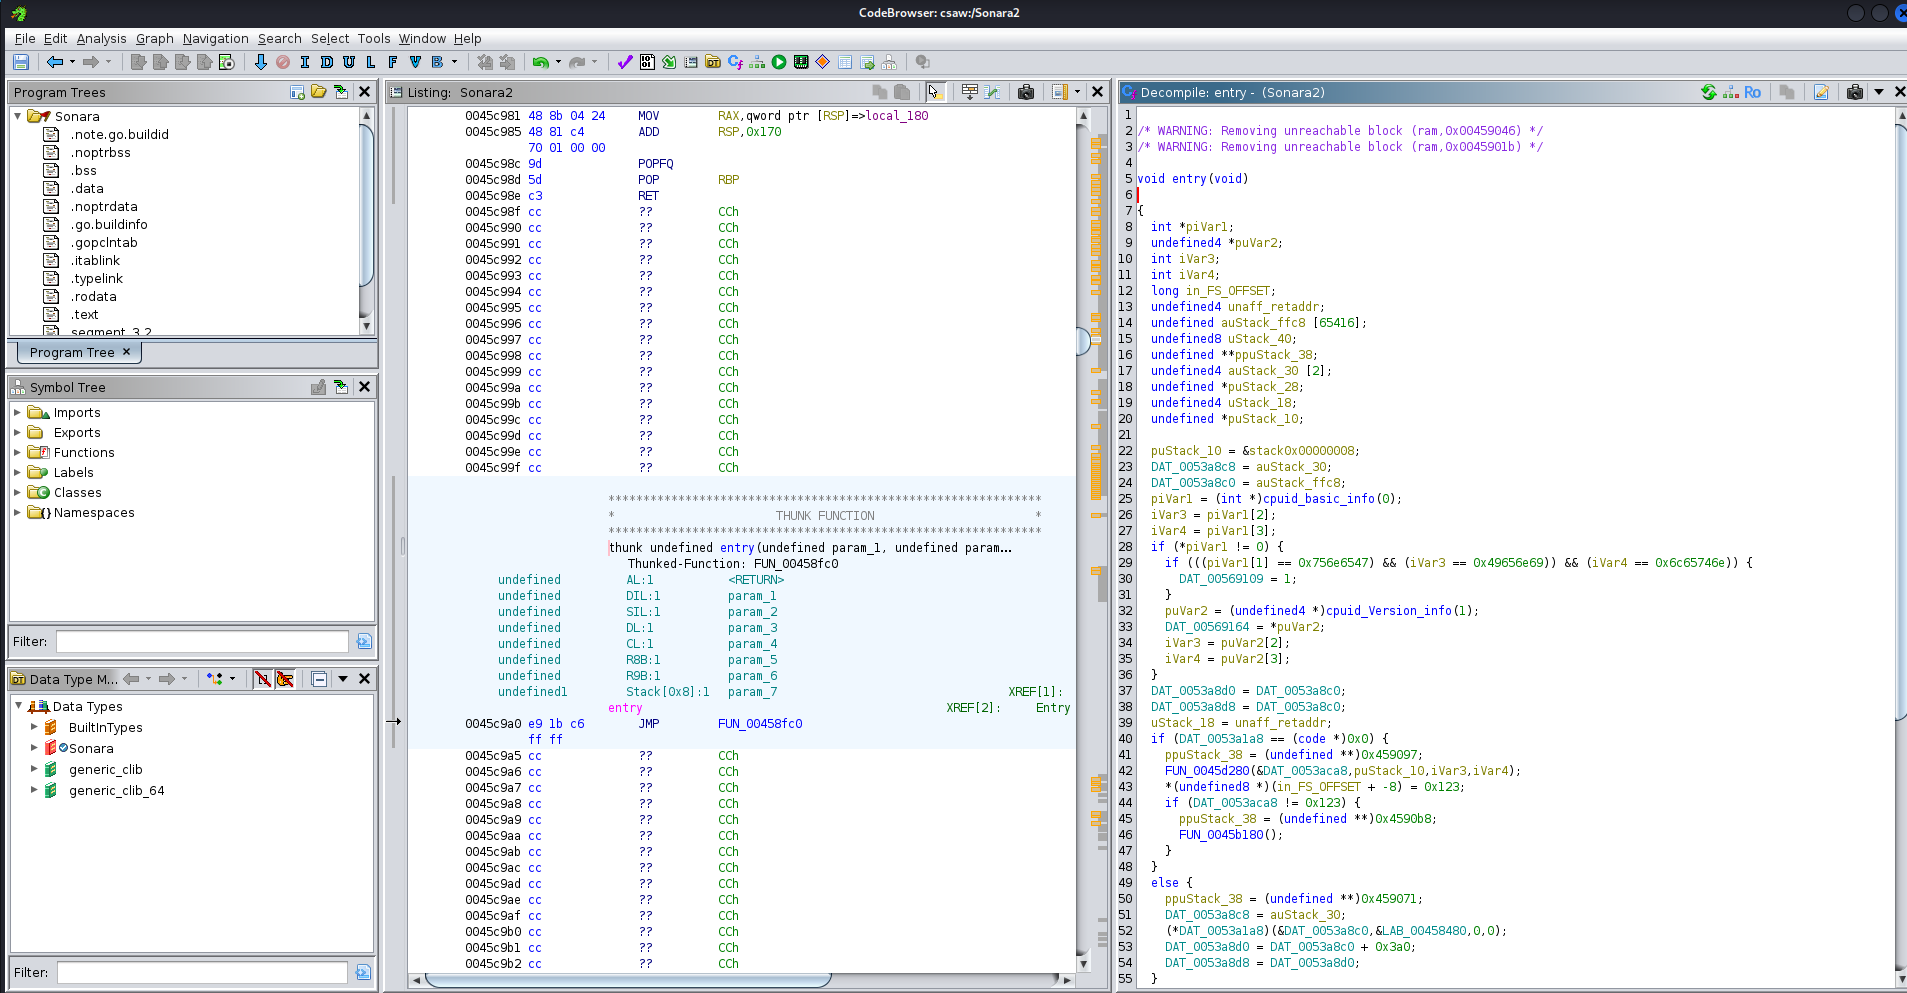 CodeBrowser: csaw:/Sonara2
File Edit Analysis Graph Navigation Search Select Tools Window Help
I D U L F V B
Program Trees
Sonara
.note.go.buildid
.noptrbss
.bss
.data
.noptrdata
.go.buildinfo
.gopclntab
.itablink
.typelink
.rodata
.text
segment_3.2
Program Tree ×
Symbol Tree
Imports
Exports
Functions
Labels
Classes
Namespaces
Filter:
Data Type M...
Data Types
BuiltInTypes
Sonara
generic_clib
generic_clib_64
Filter:
Listing: Sonara2
0045c981 48 8b 04 24 MOV RAX,qword ptr [RSP]=>local_180
0045c985 48 81 c4 ADD RSP,0x170
70 01 00 00
0045c98c 9d POPFQ
0045c98d 5d POP RBP
0045c98e c3 RET
0045c98f cc ?? CCh
0045c990 cc ?? CCh
0045c991 cc ?? CCh
0045c992 cc ?? CCh
0045c993 cc ?? CCh
0045c994 cc ?? CCh
0045c995 cc ?? CCh
0045c996 cc ?? CCh
0045c997 cc ?? CCh
0045c998 cc ?? CCh
0045c999 cc ?? CCh
0045c99a cc ?? CCh
0045c99b cc ?? CCh
0045c99c cc ?? CCh
0045c99d cc ?? CCh
0045c99e cc ?? CCh
0045c99f cc ?? CCh
**************************************************************
* THUNK FUNCTION *
**************************************************************
thunk undefined entry(undefined param_1, undefined param...
Thunked-Function: FUN_00458fc0
undefined AL:1 <RETURN>
undefined DIL:1 param_1
undefined SIL:1 param_2
undefined DL:1 param_3
undefined CL:1 param_4
undefined R8B:1 param_5
undefined R9B:1 param_6
undefined1 Stack[0x8]:1 param_7 XREF[1]:
entry XREF[2]: Entry
0045c9a0 e9 1b c6 JMP FUN_00458fc0
ff ff
0045c9a5 cc ?? CCh
0045c9a6 cc ?? CCh
0045c9a7 cc ?? CCh
0045c9a8 cc ?? CCh
0045c9a9 cc ?? CCh
0045c9aa cc ?? CCh
0045c9ab cc ?? CCh
0045c9ac cc ?? CCh
0045c9ad cc ?? CCh
0045c9ae cc ?? CCh
0045c9af cc ?? CCh
0045c9b0 cc ?? CCh
0045c9b1 cc ?? CCh
0045c9b2 cc ?? CCh
Decompile: entry - (Sonara2)
Ro
1
2 /* WARNING: Removing unreachable block (ram,0x00459046) */
3 /* WARNING: Removing unreachable block (ram,0x0045901b) */
4
5 void entry(void)
6
7 {
8 int *piVar1;
9 undefined4 *puVar2;
10 int iVar3;
11 int iVar4;
12 long in_FS_OFFSET;
13 undefined4 unaff_retaddr;
14 undefined auStack_ffc8 [65416];
15 undefined8 uStack_40;
16 undefined **ppuStack_38;
17 undefined4 auStack_30 [2];
18 undefined *puStack_28;
19 undefined4 uStack_18;
20 undefined *puStack_10;
21
22 puStack_10 = &stack0x00000008;
23 DAT_0053a8c8 = auStack_30;
24 DAT_0053a8c0 = auStack_ffc8;
25 piVar1 = (int *)cpuid_basic_info(0);
26 iVar3 = piVar1[2];
27 iVar4 = piVar1[3];
28 if (*piVar1 != 0) {
29 if (((piVar1[1] == 0x756e6547) && (iVar3 == 0x49656e69)) && (iVar4 == 0x6c65746e)) {
30 DAT_00569109 = 1;
31 }
32 puVar2 = (undefined4 *)cpuid_Version_info(1);
33 DAT_00569164 = *puVar2;
34 iVar3 = puVar2[2];
35 iVar4 = puVar2[3];
36 }
37 DAT_0053a8d0 = DAT_0053a8c0;
38 DAT_0053a8d8 = DAT_0053a8c0;
39 uStack_18 = unaff_retaddr;
40 if (DAT_0053a1a8 == (code *)0x0) {
41 ppuStack_38 = (undefined **)0x459097;
42 FUN_0045d280(&DAT_0053aca8,puStack_10,iVar3,iVar4);
43 *(undefined8 *)(in_FS_OFFSET + -8) = 0x123;
44 if (DAT_0053aca8 != 0x123) {
45 ppuStack_38 = (undefined **)0x4590b8;
46 FUN_0045b180();
47 }
48 }
49 else {
50 ppuStack_38 = (undefined **)0x459071;
51 DAT_0053a8c8 = auStack_30;
52 (*DAT_0053a1a8)(&DAT_0053a8c0,&LAB_00458480,0,0);
53 DAT_0053a8d0 = DAT_0053a8c0 + 0x3a0;
54 DAT_0053a8d8 = DAT_0053a8d0;
55 }